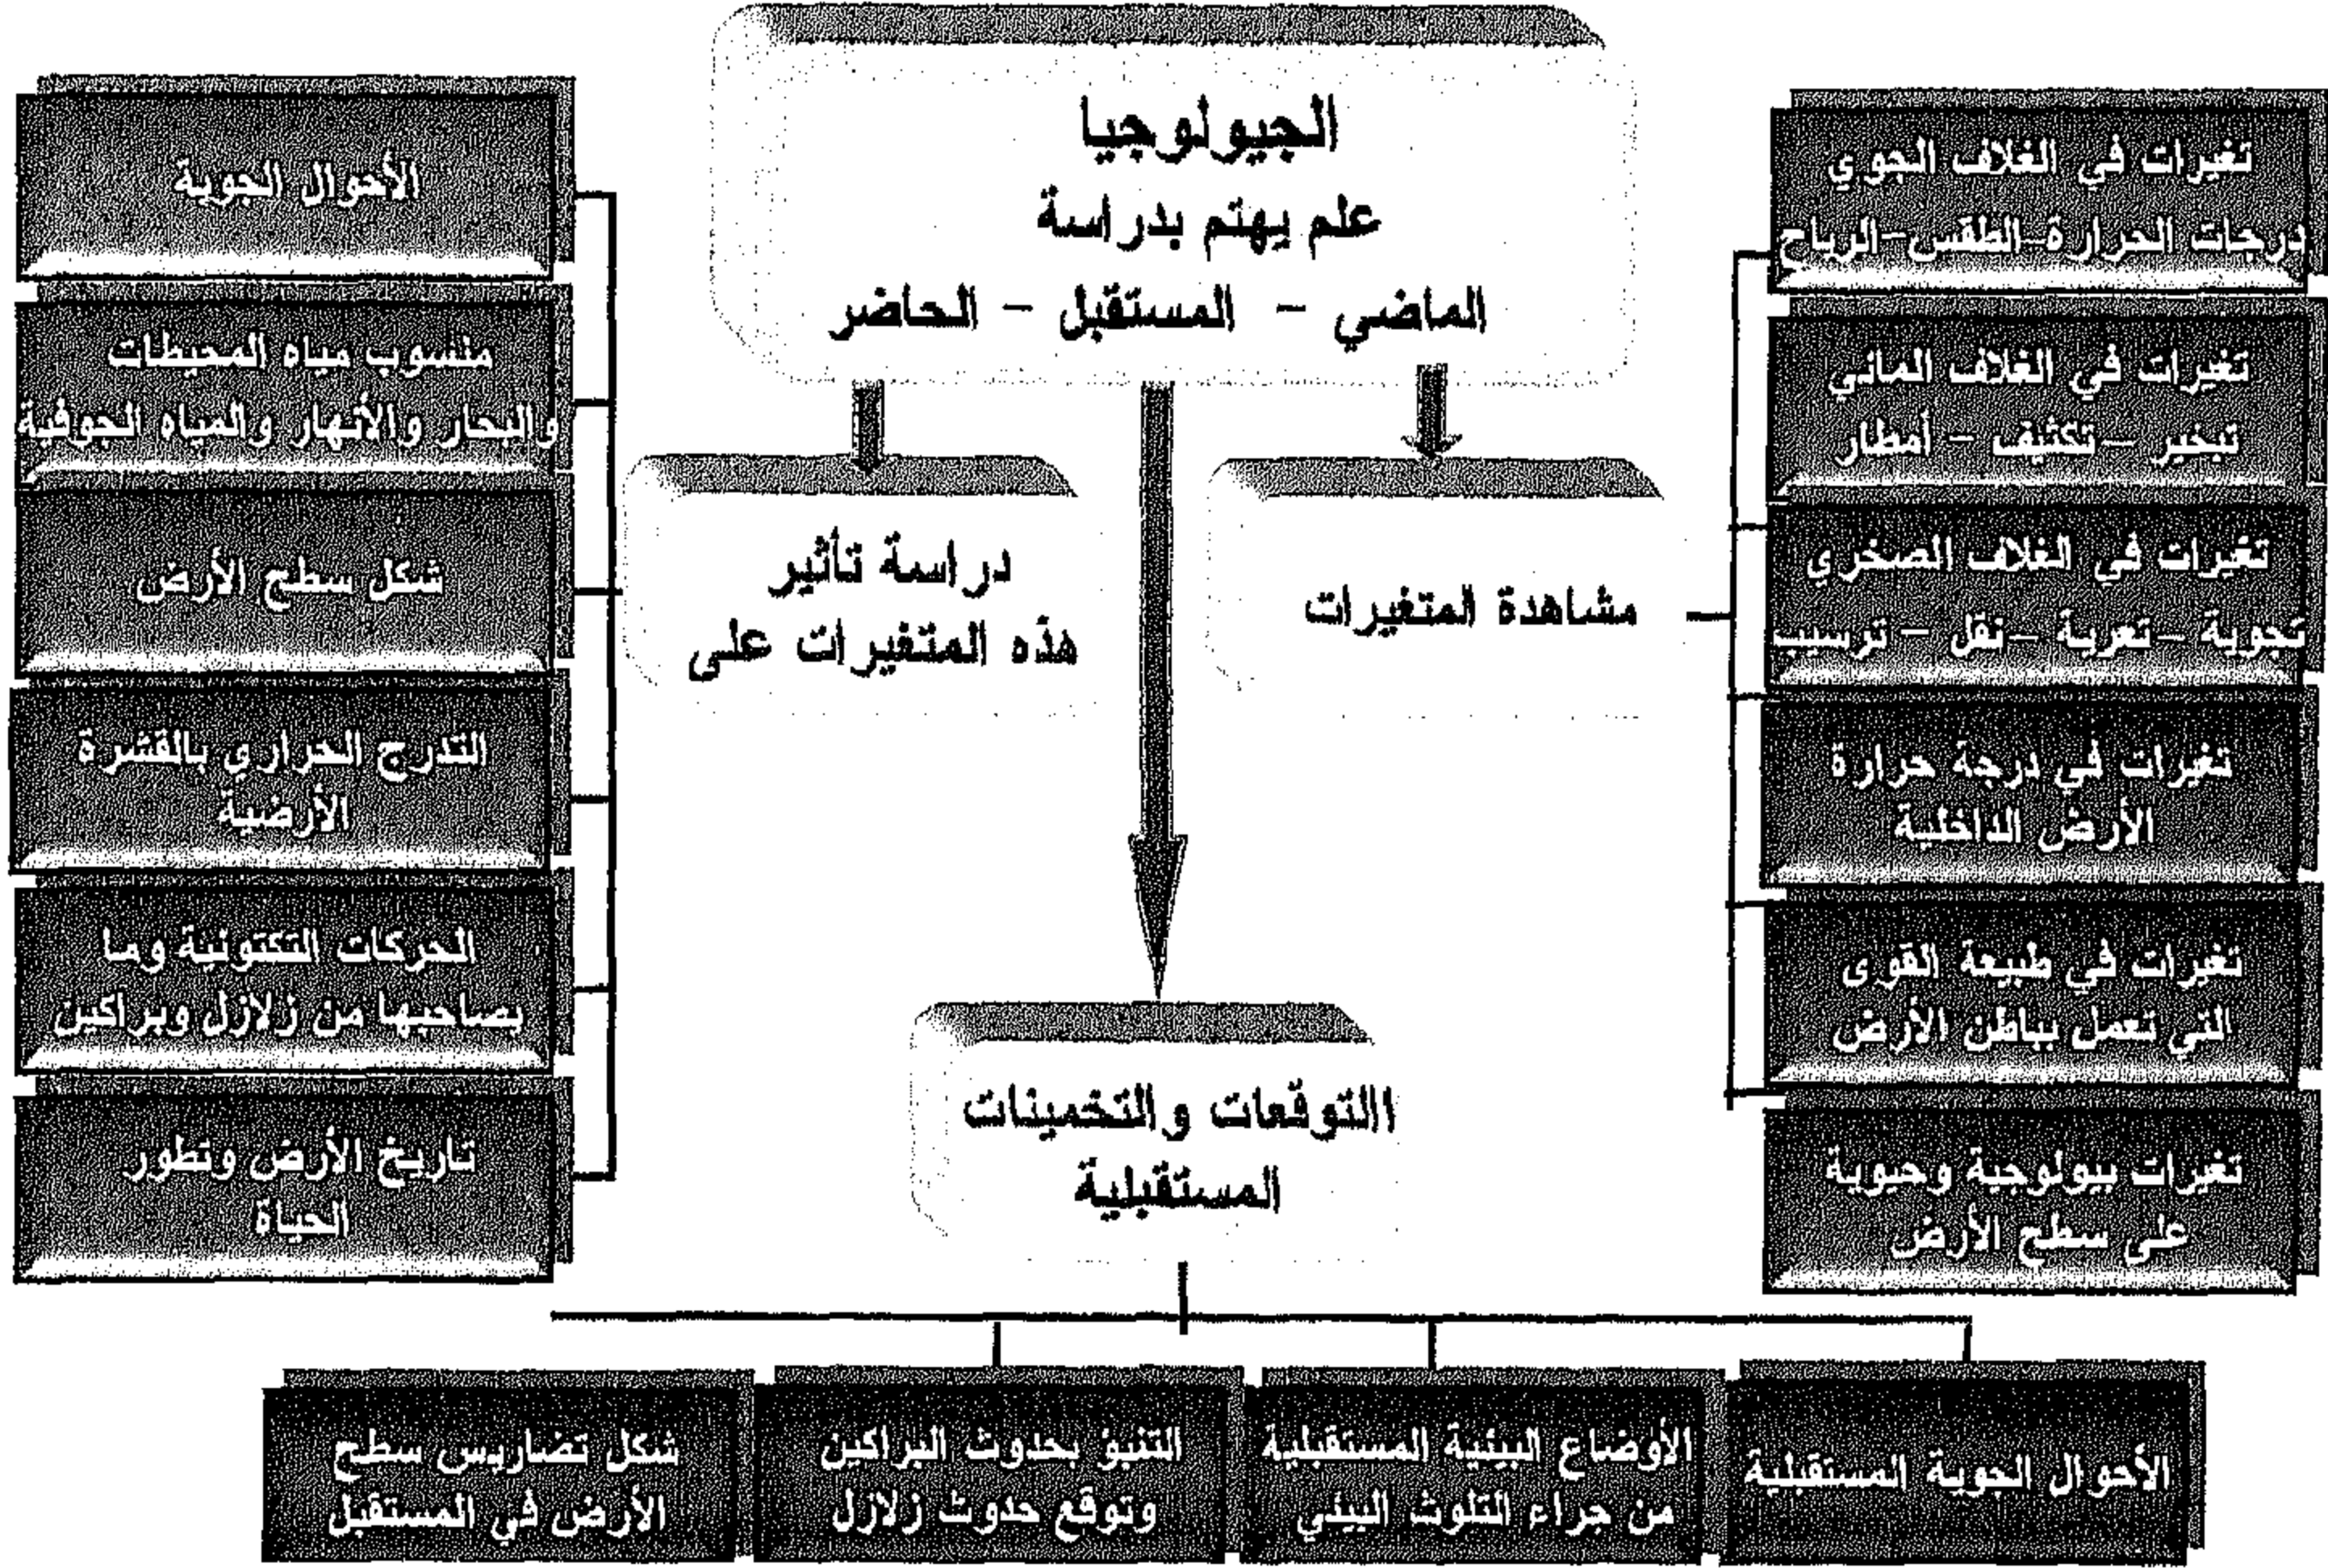 الجيولوجيا
علم يهتم بدراسة
الماضي - المستقبل - الحاضر
مشاهدة المتغيرات
تغيرات في الغلاف الجوي
درجات الحرارة-الطقس-الرياح
تغيرات في الغلاف المائي
تبخير - تكثيف - أمطار
تغيرات في الغلاف الصخري
تجوية - تعرية - نقل - ترسيب
تغيرات في درجة حرارة
الأرض الداخلية
تغيرات في طبيعة القوى
التي تعمل بباطن الأرض
تغيرات بيولوجية وحيوية
على سطح الأرض
دراسة تأثير
هذه المتغيرات على
الأحوال الجوية
منسوب مياه المحيطات
والبحار والأنهار والمياه الجوفية
شكل سطح الأرض
التدرج الحراري بالقشرة
الأرضية
الحركات التكتونية وما
يصاحبها من زلازل وبراكين
تاريخ الأرض وتطور
الحياة
االتوقعات والتخمينات
المستقبلية
الأحوال الجوية المستقبلية
الأوضاع البيئية المستقبلية
من جراء التلوث البيئي
التنبؤ بحدوث البراكين
وتوقع حدوث زلازل
شكل تضاريس سطح
الأرض في المستقبل